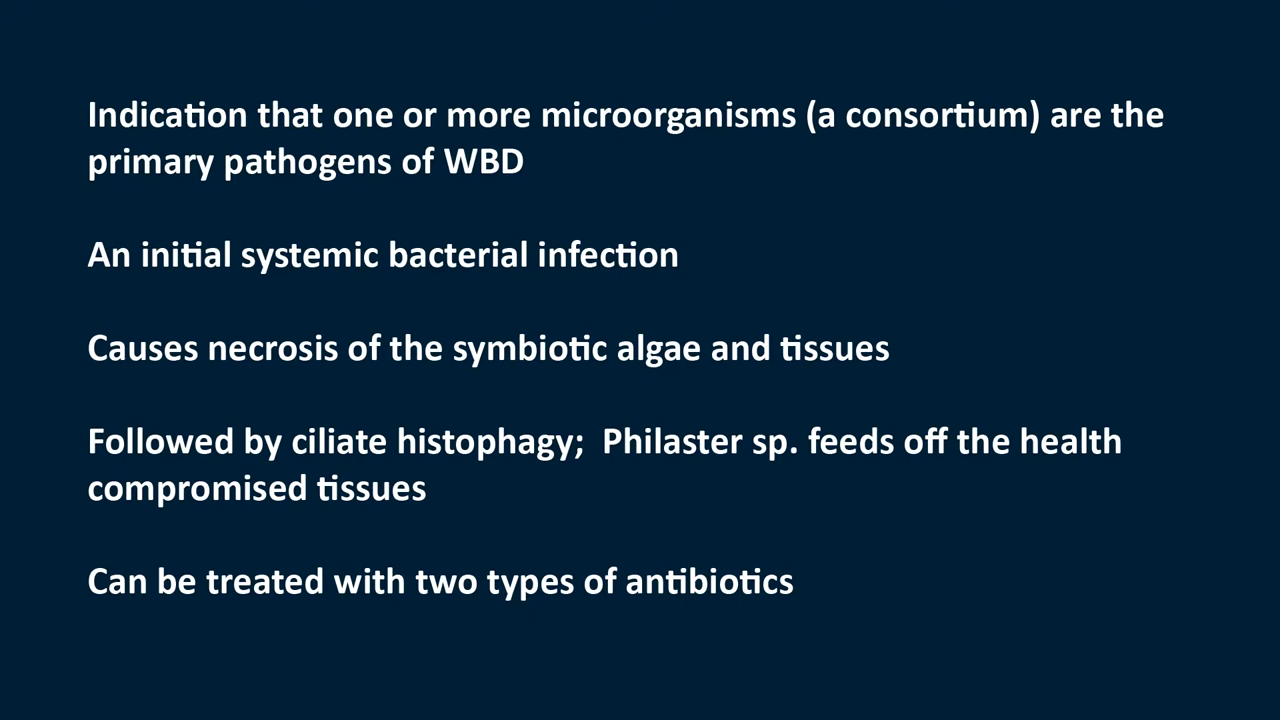 Indication that one or more microorganisms (a consortium) are the
primary pathogens of WBD
An initial systemic bacterial infection
Causes necrosis of the symbiotic algae and tissues
Followed by ciliate histophagy;  Philaster sp. feeds off the health
compromised tissues
Can be treated with two types of antibiotics